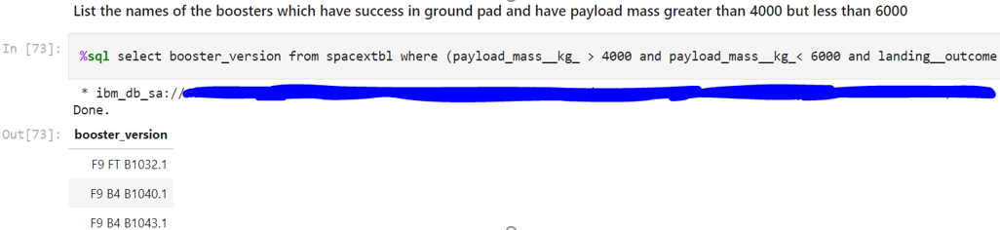 List the names of the boosters which have success in ground pad and have payload mass greater than 4000 but less than 6000
In [73]: %sql select booster_version from spacextbl where (payload_mass__kg_ > 4000 and payload_mass__kg_< 6000 and landing__outcome
* ibm_db_sa://
Done.
Out[73]: booster_version
F9 FT B1032.1
F9 B4 B1040.1
F9 B4 B1043.1